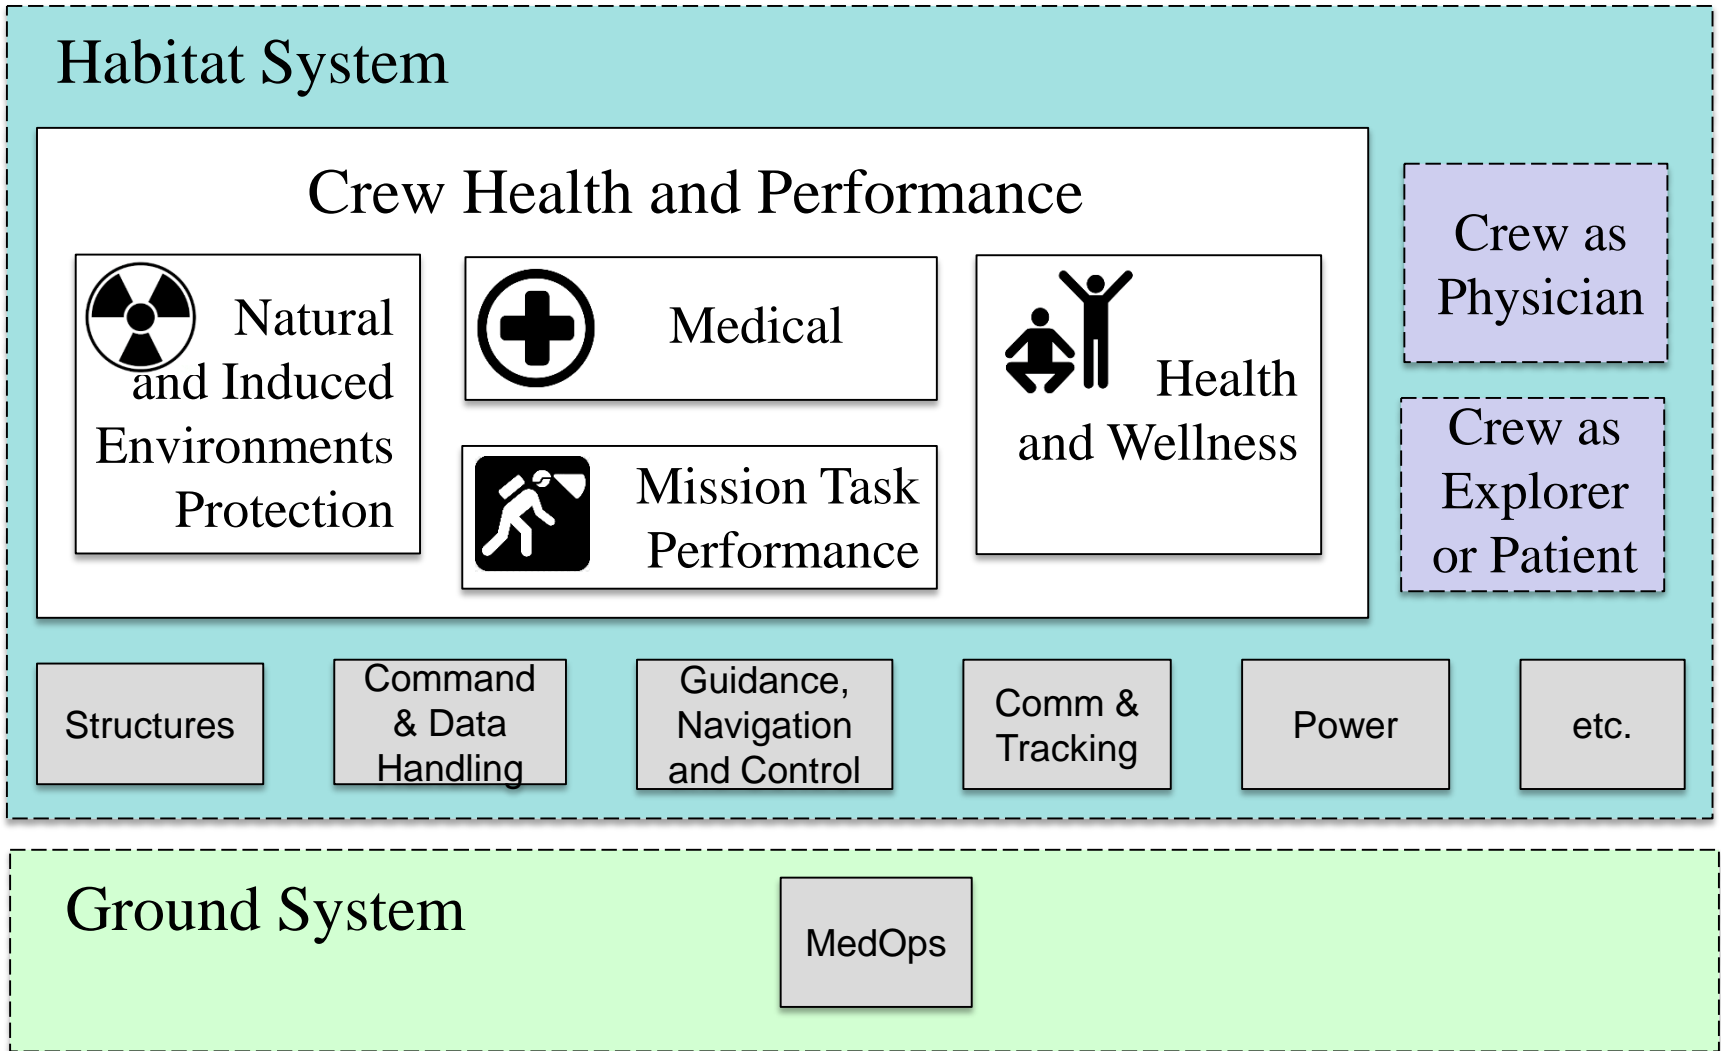 Habitat System
Crew Health and Performance
Natural
and Induced
Environments
Protection
Medical
Mission Task
Performance
Health
and Wellness
Crew as
Physician
Crew as
Explorer
or Patient
Structures
Command
& Data
Handling
Guidance,
Navigation
and Control
Comm &
Tracking
Power
etc.
Ground System
MedOps